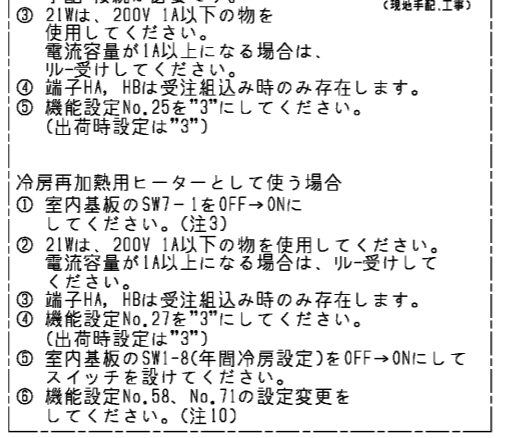 (現地手配.工事)
③ 21Wは、200V 1A以下の物を
使用してください。
電流容量が1A以上になる場合は、
リレー受けしてください。
④ 端子HA, HBは受注組込み時のみ存在します。
⑤ 機能設定No.25を"3"にしてください。
(出荷時設定は"3")
冷房再加熱用ヒーターとして使う場合
① 室内基板のSW7-1をOFF→ONに
してください。(注3)
② 21Wは、200V 1A以下の物を使用してください。
電流容量が1A以上になる場合は、リレー受けして
ください。
③ 端子HA, HBは受注組込み時のみ存在します。
④ 機能設定No.27を"3"にしてください。
(出荷時設定は"3")
⑤ 室内基板のSW1-8(年間冷房設定)をOFF→ONにして
スイッチを設けてください。
⑥ 機能設定No.58、No.71の設定変更を
してください。(注10)